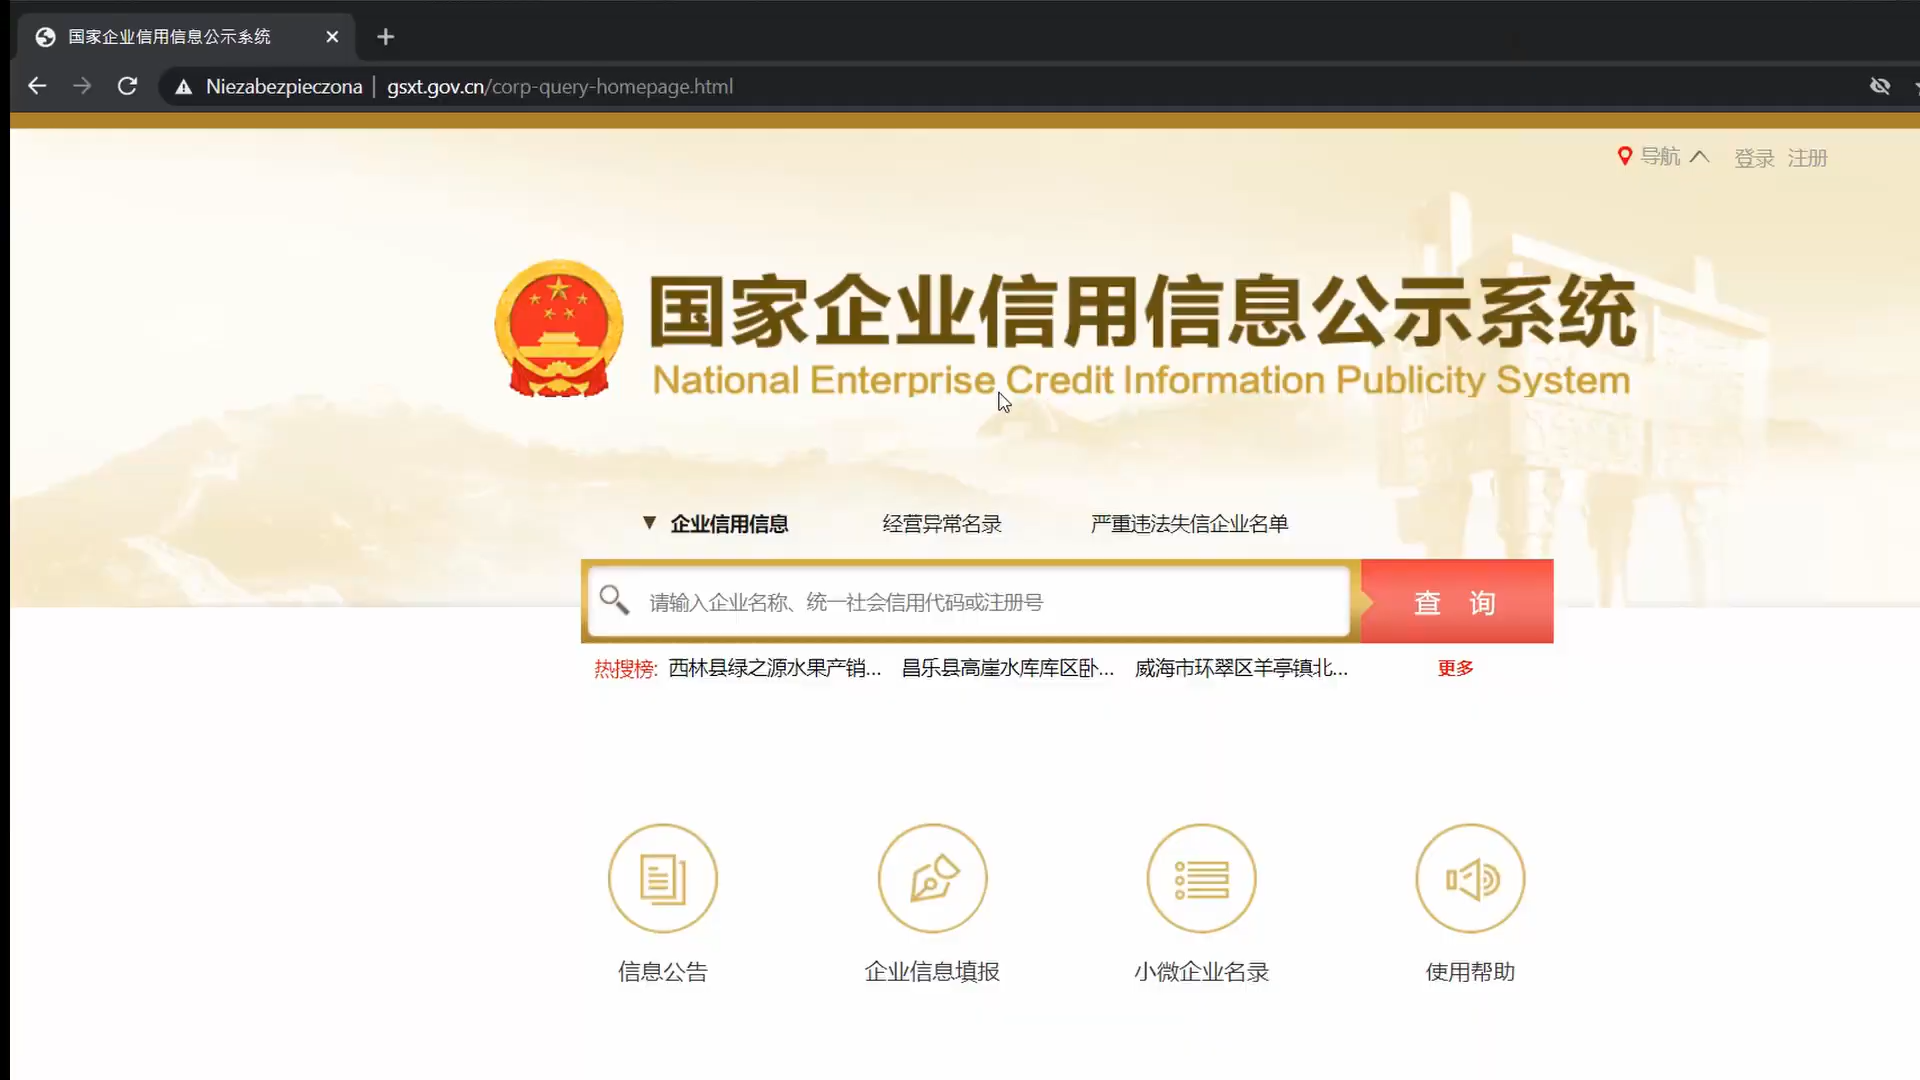 国家企业信用信息公示系统
Niezabezpieczona | gsxt.gov.cn/corp-query-homepage.html
导航 登录 注册
国家企业信用信息公示系统
National Enterprise Credit Information Publicity System
▼ 企业信用信息 经营异常名录 严重违法失信企业名单
请输入企业名称、统一社会信用代码或注册号 查 询
热搜榜: 西林县绿之源水果产销... 昌乐县高崖水库库区卧... 威海市环翠区羊亭镇北... 更多
信息公告 企业信息填报 小微企业名录 使用帮助